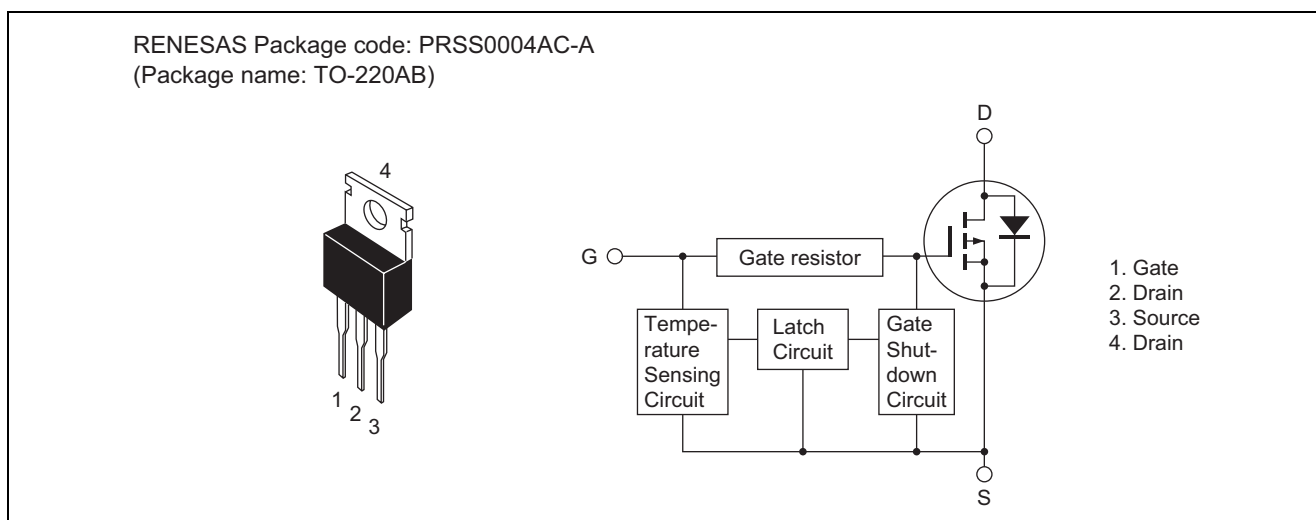 RENESAS Package code: PRSS0004AC-A
(Package name: TO-220AB)
4
1
2
3
D
G
Gate resistor
Tempe-
rature
Sensing
Circuit
Latch
Circuit
Gate
Shut-
down
Circuit
S
1. Gate
2. Drain
3. Source
4. Drain